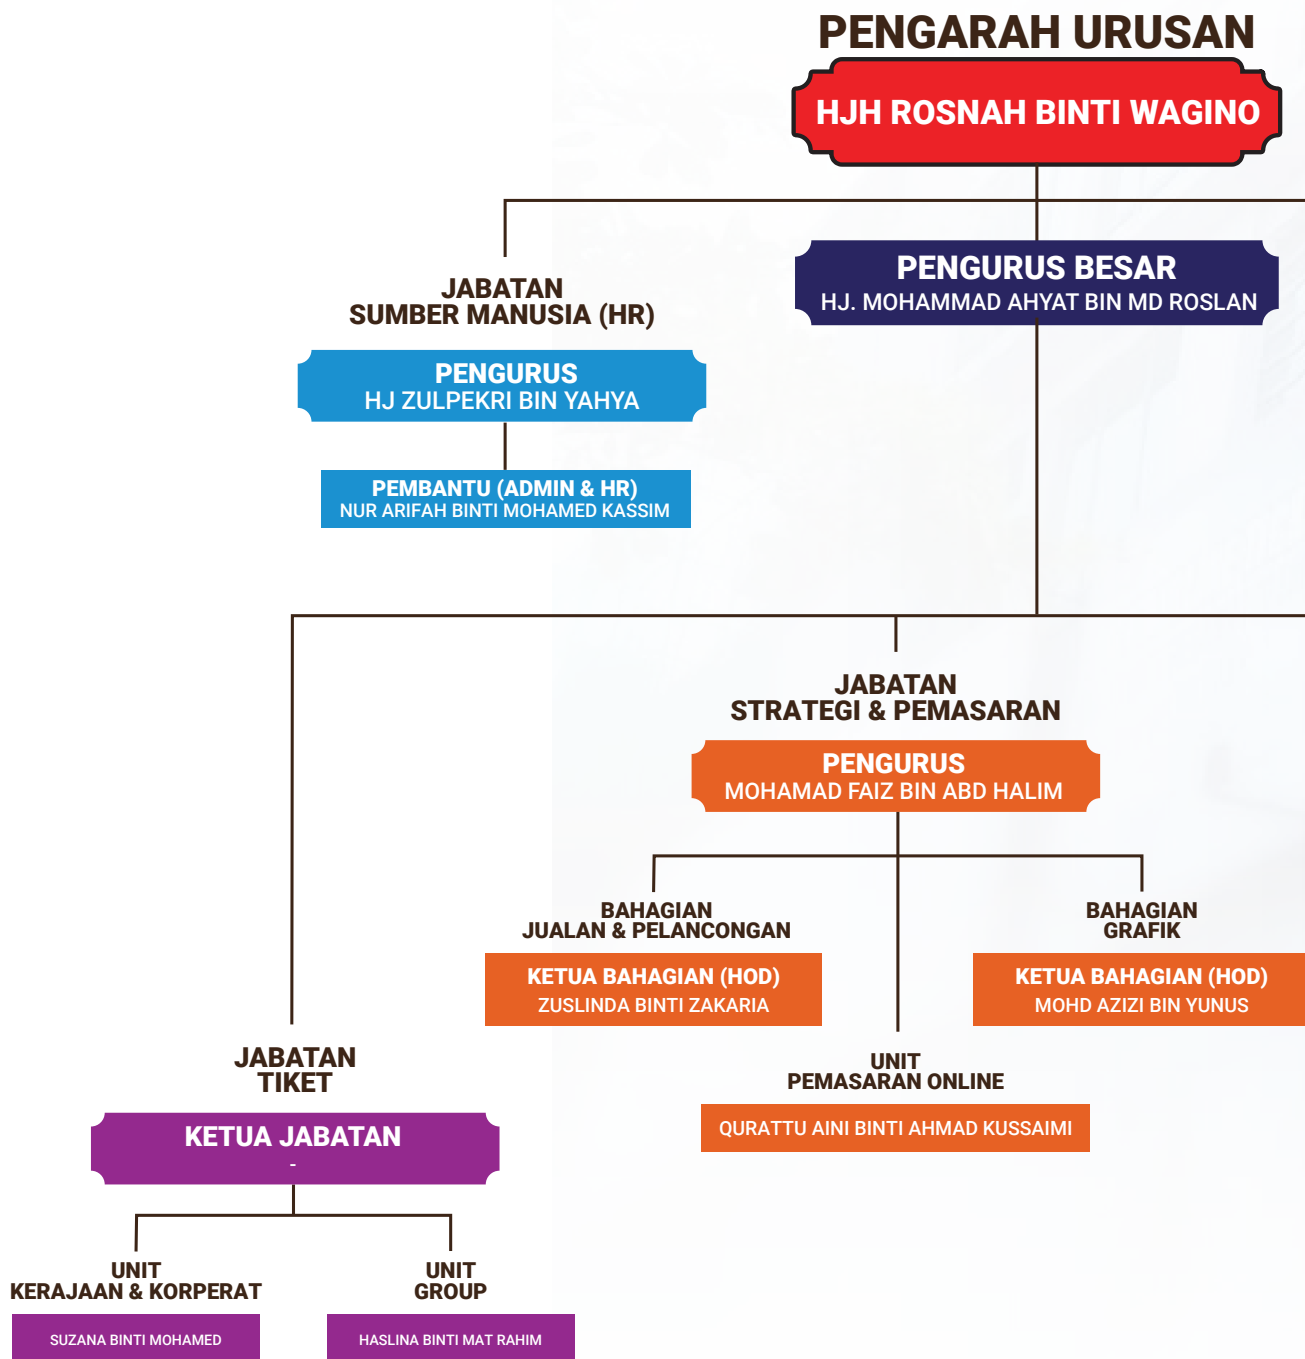 PENGARAH URUSAN
HJH ROSNAH BINTI WAGINO
PENGURUS BESAR
HJ. MOHAMMAD AHYAT BIN MD ROSLAN
JABATAN
SUMBER MANUSIA (HR)
PENGURUS
HJ ZULPEKRI BIN YAHYA
PEMBANTU (ADMIN & HR)
NUR ARIFAH BINTI MOHAMED KASSIM
JABATAN
STRATEGI & PEMASARAN
PENGURUS
MOHAMAD FAIZ BIN ABD HALIM
BAHAGIAN
JUALAN & PELANCONGAN
KETUA BAHAGIAN (HOD)
ZUSLINDA BINTI ZAKARIA
BAHAGIAN
GRAFIK
KETUA BAHAGIAN (HOD)
MOHD AZIZI BIN YUNUS
UNIT
PEMASARAN ONLINE
QURATTU AINI BINTI AHMAD KUSSAIMI
JABATAN
TIKET
KETUA JABATAN
-
UNIT
KERAJAAN & KORPERAT
SUZANA BINTI MOHAMED
UNIT
GROUP
HASLINA BINTI MAT RAHIM